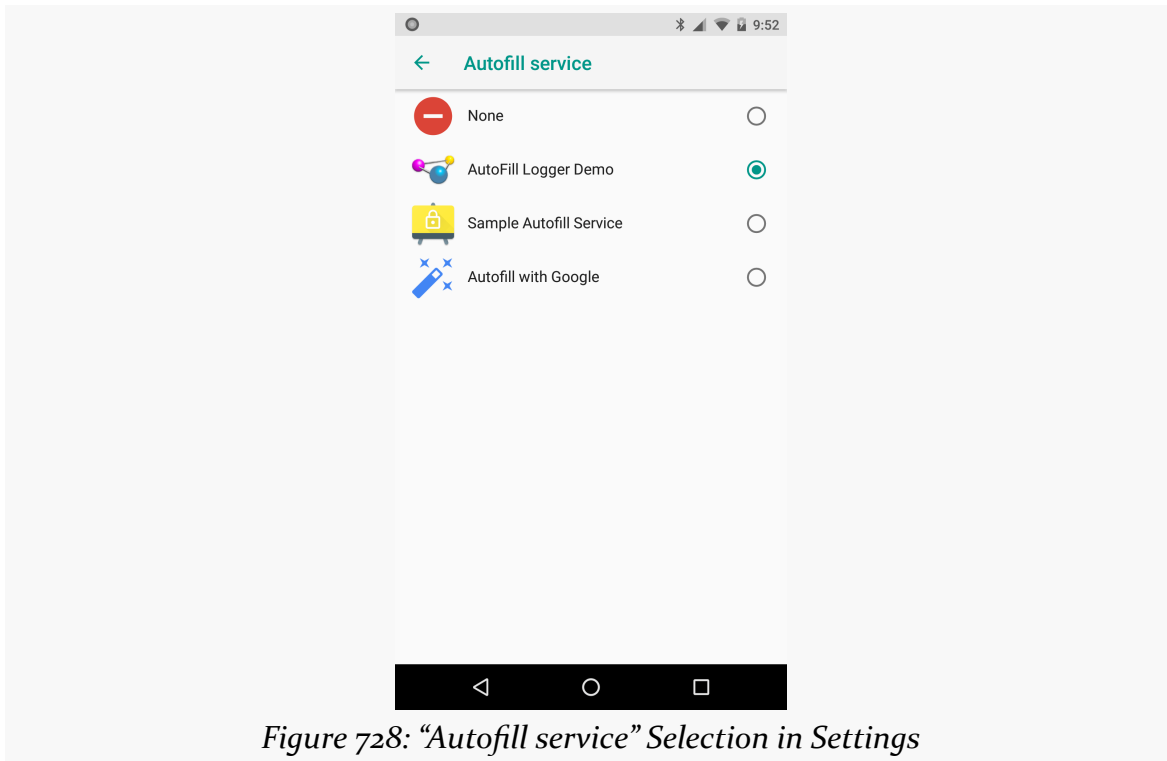 9:52
Autofill service
None
AutoFill Logger Demo
Sample Autofill Service
Autofill with Google
Figure 728: “Autofill service” Selection in Settings